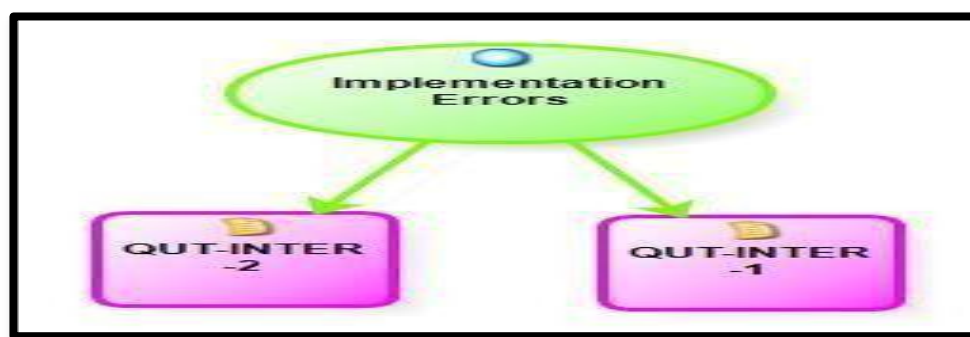 Implementation
Errors
QUT-INTER
-2
QUT-INTER
-1